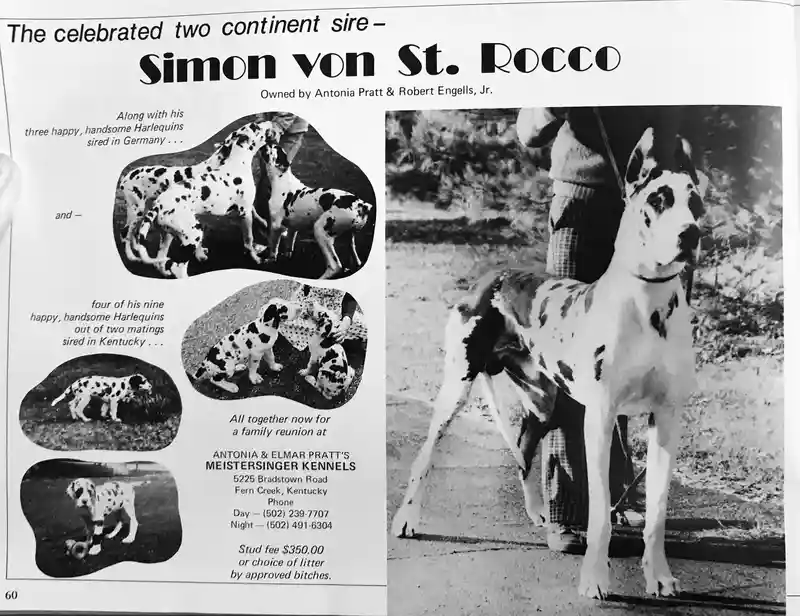 The celebrated two continent sire –
Simon von St. Rocco
Owned by Antonia Pratt & Robert Engells, Jr.
Along with his
three happy, handsome Harlequins
sired in Germany . . .
and –
four of his nine
happy, handsome Harlequins
out of two matings
sired in Kentucky . . .
All together now for
a family reunion at
ANTONIA & ELMAR PRATT'S
MEISTERSINGER KENNELS
5225 Bradstown Road
Fern Creek, Kentucky
Phone
Day – (502) 239-7707
Night – (502) 491-6304
Stud fee $350.00
or choice of litter
by approved bitches.
60